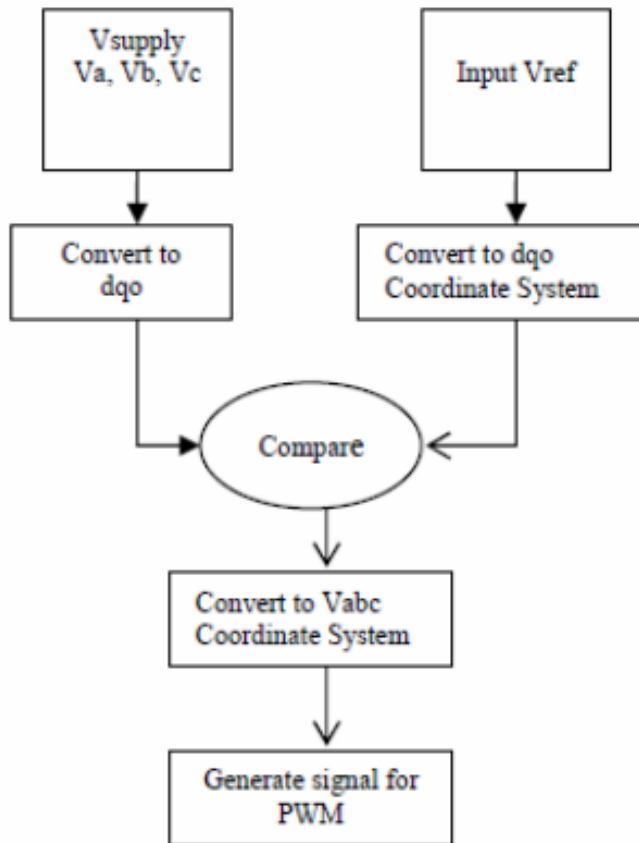 Vsupply
Va, Vb, Vc
Input Vref
Convert to
dqo
Convert to dqo
Coordinate System
Compare
Convert to Vabc
Coordinate System
Generate signal for
PWM